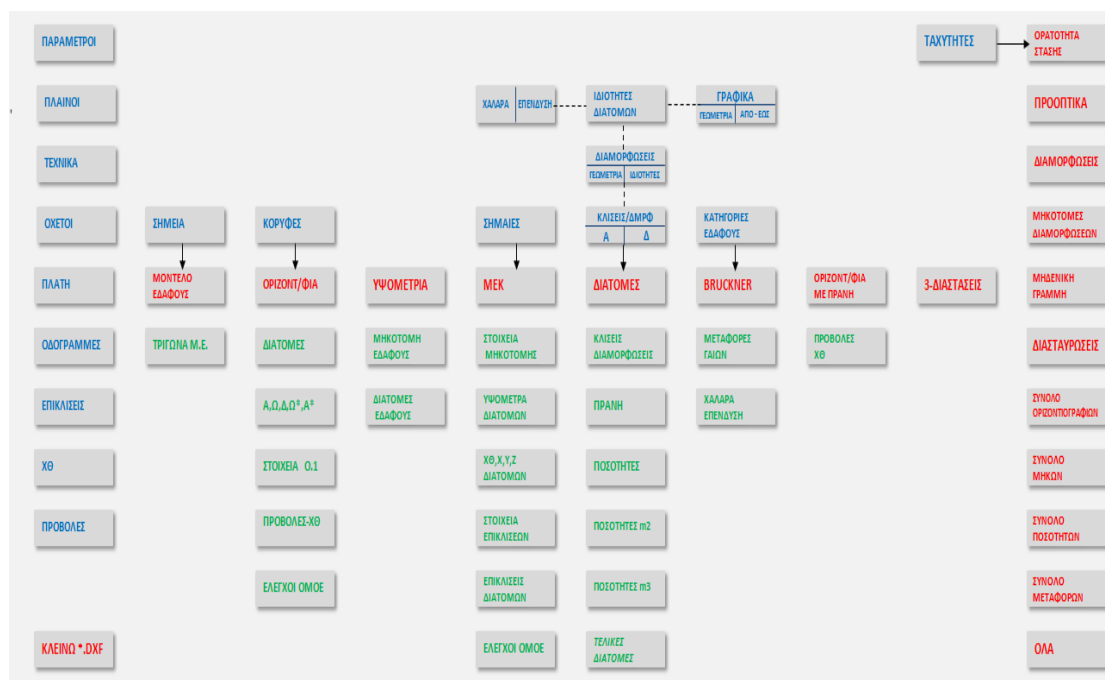 ΠΑΡΑΜΕΤΡΟΙ
ΤΑΧΥΤΗΤΕΣ
ΟΡΑΤΟΤΗΤΑ
ΣΤΑΣΗΣ
ΠΛΑΙΝΟΙ
ΧΑΛΑΡΑ
ΕΠΕΝΔΥΣΗ
ΙΔΙΟΤΗΤΕΣ
ΔΙΑΤΟΜΩΝ
ΓΡΑΦΙΚΑ
ΓΕΩΜΕΤΡΙΑ
ΑΠΟ - ΕΩΣ
ΠΡΟΟΠΤΙΚΑ
ΤΕΧΝΙΚΑ
ΔΙΑΜΟΡΦΩΣΕΙΣ
ΓΕΩΜΕΤΡΙΑ
ΙΔΙΟΤΗΤΕΣ
ΔΙΑΜΟΡΦΩΣΕΙΣ
ΟΧΕΤΟΙ
ΣΗΜΕΙΑ
ΚΟΡΥΦΕΣ
ΣΗΜΑΙΕΣ
ΚΛΙΣΕΙΣ/ΔΜΡΦ
Α
Δ
ΚΑΤΗΓΟΡΙΕΣ
ΕΔΑΦΟΥΣ
ΜΗΚΟΤΟΜΕΣ
ΔΙΑΜΟΡΦΩΣΕΩΝ
ΠΛΑΤΗ
ΜΟΝΤΕΛΟ
ΕΔΑΦΟΥΣ
ΟΡΙΖΟΝΤ/ΦΙΑ
ΥΨΟΜΕΤΡΙΑ
ΜΕΚ
ΔΙΑΤΟΜΕΣ
BRUCKNER
ΟΡΙΖΟΝΤ/ΦΙΑ
ΜΕ ΠΡΑΝΗ
3-ΔΙΑΣΤΑΣΕΙΣ
ΜΗΔΕΝΙΚΗ
ΓΡΑΜΜΗ
ΟΔΟΓΡΑΜΜΕΣ
ΤΡΙΓΩΝΑ Μ.Ε.
ΔΙΑΤΟΜΕΣ
ΜΗΚΟΤΟΜΗ
ΕΔΑΦΟΥΣ
ΣΤΟΙΧΕΙΑ
ΜΗΚΟΤΟΜΗΣ
ΚΛΙΣΕΙΣ
ΔΙΑΜΟΡΦΩΣΕΙΣ
ΜΕΤΑΦΟΡΕΣ
ΓΑΙΩΝ
ΠΡΟΒΟΛΕΣ
ΧΘ
ΔΙΑΣΤΑΥΡΩΣΕΙΣ
ΕΠΙΚΛΙΣΕΙΣ
Α,Ω,Δ,Ω*,Α*
ΔΙΑΤΟΜΕΣ
ΕΔΑΦΟΥΣ
ΥΨΟΜΕΤΡΑ
ΔΙΑΤΟΜΩΝ
ΠΡΑΝΗ
ΧΑΛΑΡΑ
ΕΠΕΝΔΥΣΗ
ΣΥΝΟΛΟ
ΟΡΙΖΟΝΤΙΟΓΡΑΦΙΩΝ
ΧΘ
ΣΤΟΙΧΕΙΑ Ο.1
ΧΘ,Χ,Υ,Ζ
ΔΙΑΤΟΜΩΝ
ΠΟΣΟΤΗΤΕΣ
ΣΥΝΟΛΟ
ΜΗΚΩΝ
ΠΡΟΒΟΛΕΣ
ΠΡΟΒΟΛΕΣ-ΧΘ
ΣΤΟΙΧΕΙΑ
ΕΠΙΚΛΙΣΕΩΝ
ΠΟΣΟΤΗΤΕΣ m2
ΣΥΝΟΛΟ
ΠΟΣΟΤΗΤΩΝ
ΕΛΕΓΧΟΙ ΟΜΟΕ
ΕΠΙΚΛΙΣΕΙΣ
ΔΙΑΤΟΜΩΝ
ΠΟΣΟΤΗΤΕΣ m3
ΣΥΝΟΛΟ
ΜΕΤΑΦΟΡΩΝ
ΚΛΕΙΝΩ *.DXF
ΕΛΕΓΧΟΙ ΟΜΟΕ
ΤΕΛΙΚΕΣ
ΔΙΑΤΟΜΕΣ
ΟΛΑ